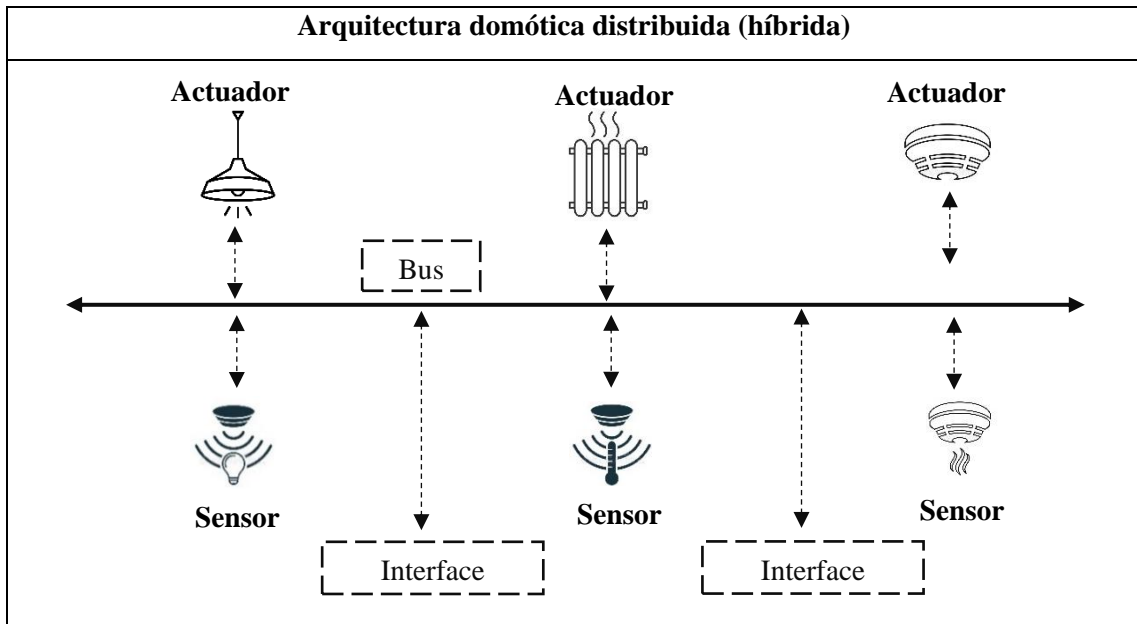 Arquitectura domótica distribuida (híbrida)
Actuador
Actuador
Actuador
Bus
Sensor
Sensor
Sensor
Interface
Interface